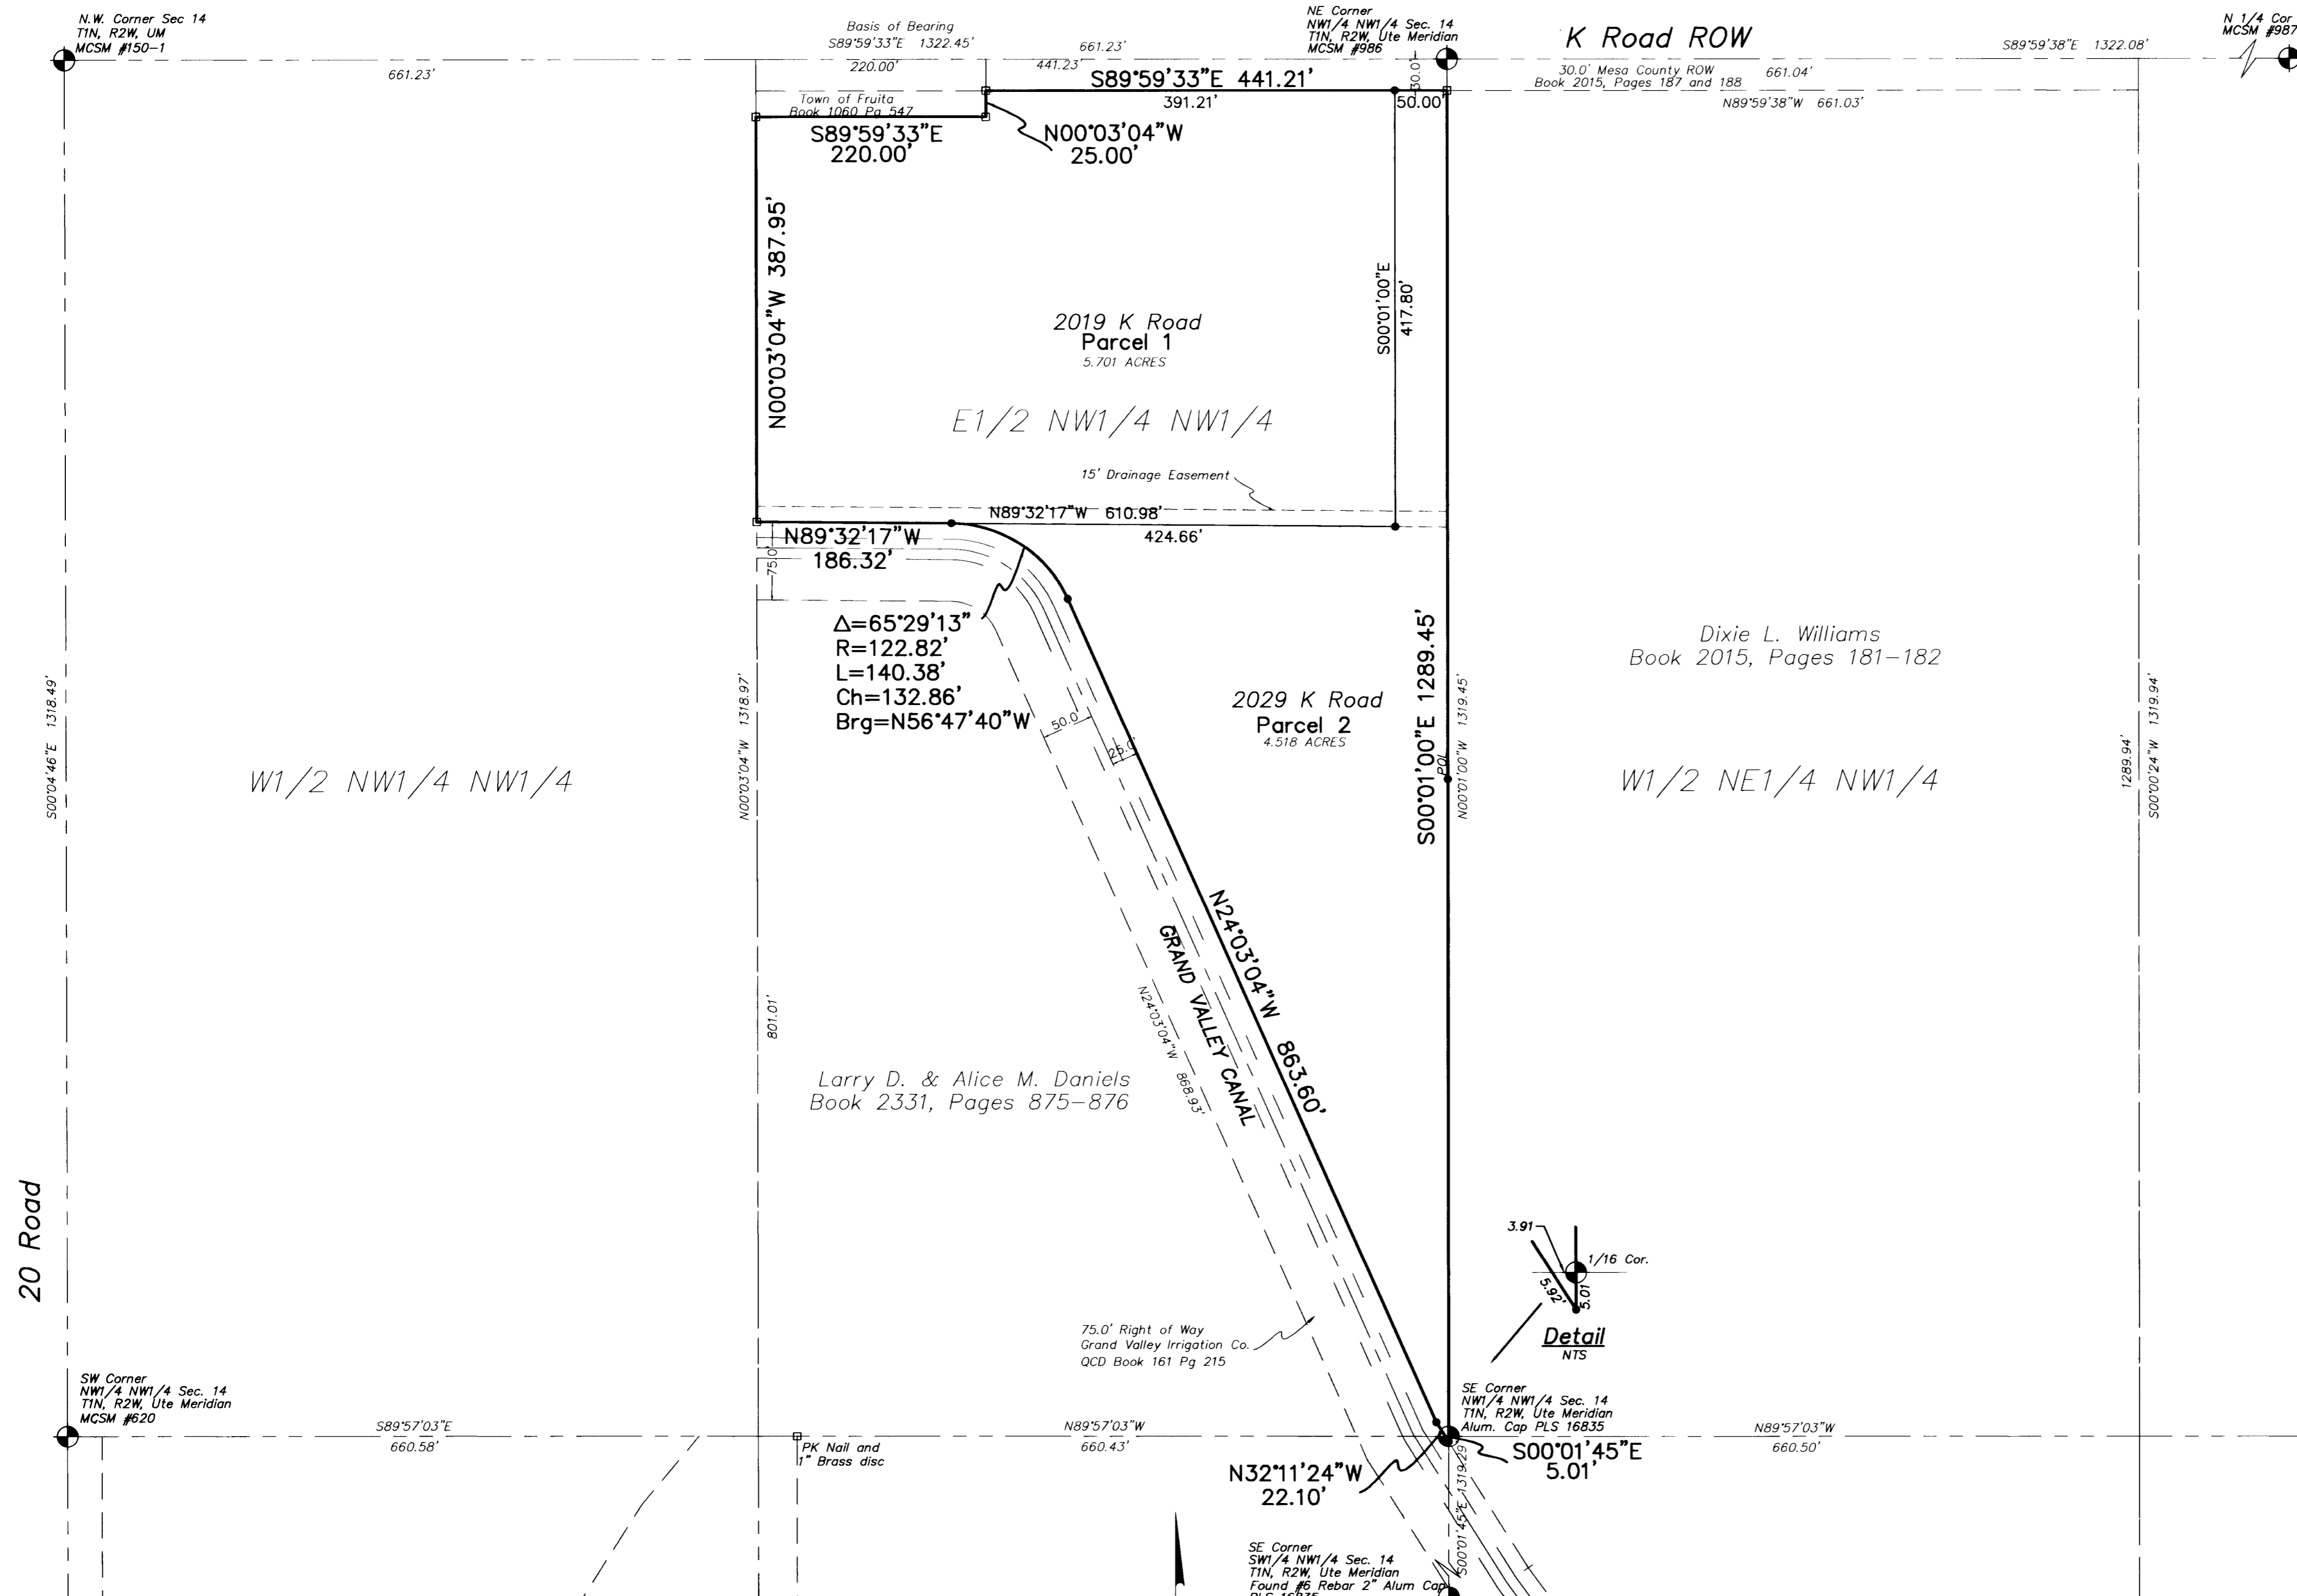 N.W. Corner Sec 14
T1N, R2W, UM
MCSM #150-1
661.23'
Basis of Bearing
S89°59'33"E 1322.45'
220.00'
661.23'
441.23'
NE Corner
NW1/4 NW1/4 Sec. 14
T1N, R2W, Ute Meridian
MCSM #986
K Road ROW
30.0' Mesa County ROW
Book 2015, Pages 187 and 188
661.04'
N89°59'38"W 661.03'
S89°59'38"E 1322.08'
N 1/4 Cor
MCSM #987
Town of Fruita
Book 1060 Pg 547
S89°59'33"E
220.00'
S89°59'33"E 441.21'
391.21'
50.00'
30.0'
N00°03'04"W
25.00'
N00°03'04"W 387.95'
2019 K Road
Parcel 1
5.701 ACRES
S00°01'00"E
417.80'
E1/2 NW1/4 NW1/4
15' Drainage Easement
N89°32'17"W 610.98'
424.66'
N89°32'17"W
186.32'
75.0'
Δ=65°29'13"
R=122.82'
L=140.38'
Ch=132.86'
Brg=N56°47'40"W
50.0'
25.0'
2029 K Road
Parcel 2
4.518 ACRES
S00°01'00"E 1289.45'
POL
N00°01'00"W 1319.45'
Dixie L. Williams
Book 2015, Pages 181-182
W1/2 NE1/4 NW1/4
1289.94'
S00°00'24"W 1319.94'
S00°04'46"E 1318.49'
W1/2 NW1/4 NW1/4
N00°03'04"W 1318.97'
801.01'
N24°03'04"W 863.60'
GRAND VALLEY CANAL
N24°03'04"W 868.93'
Larry D. & Alice M. Daniels
Book 2331, Pages 875-876
20 Road
75.0' Right of Way
Grand Valley Irrigation Co.
QCD Book 161 Pg 215
3.91
1/16 Cor.
5.92'
5.01
Detail
NTS
SW Corner
NW1/4 NW1/4 Sec. 14
T1N, R2W, Ute Meridian
MCSM #620
S89°57'03"E
660.58'
PK Nail and
1" Brass disc
N89°57'03"W
660.43'
SE Corner
NW1/4 NW1/4 Sec. 14
T1N, R2W, Ute Meridian
Alum. Cap PLS 16835
N89°57'03"W
660.50'
S00°01'45"E
5.01'
N32°11'24"W
22.10'
S00°01'45"E 1319.29'
SE Corner
SW1/4 NW1/4 Sec. 14
T1N, R2W, Ute Meridian
Found #6 Rebar 2" Alum Cap
PLS 16835